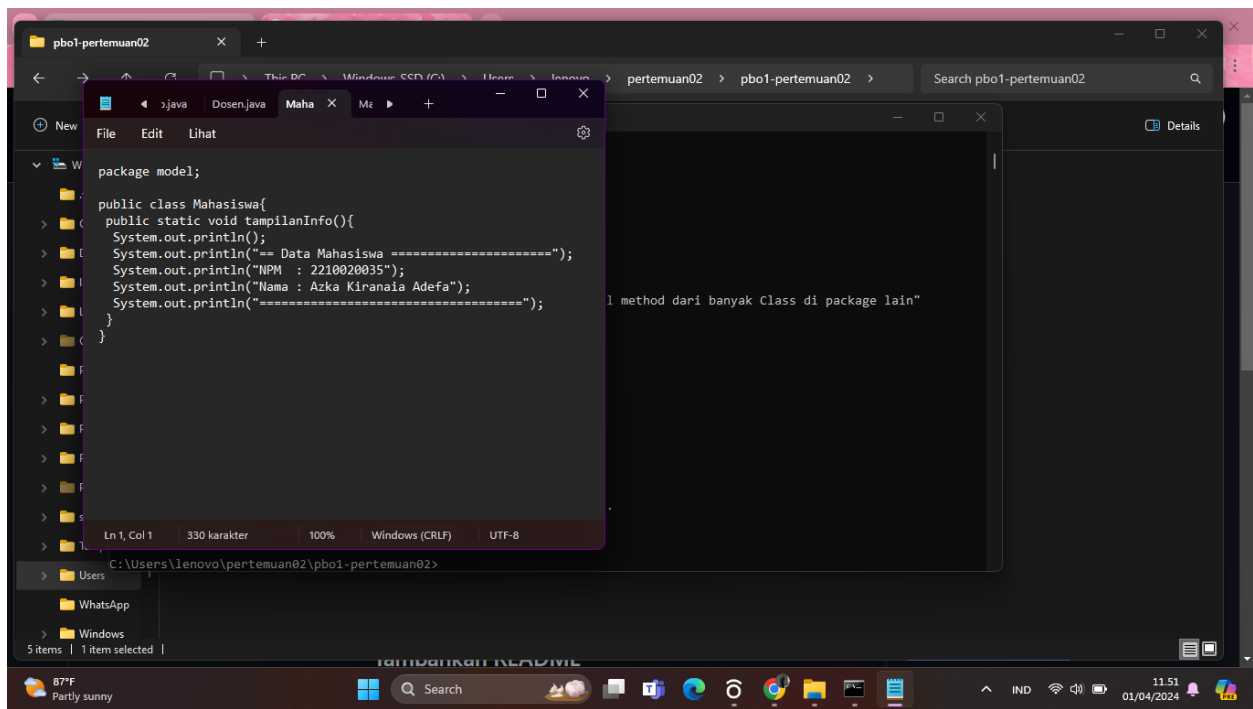 pbo1-pertemuan02
This PC > Windows-SSD (C:) > Users > lenovo > pertemuan02 > pbo1-pertemuan02 >
Search pbo1-pertemuan02
.java
Dosen.java
Maha
New
File Edit Lihat
Details
package model;
public class Mahasiswa{
public static void tampilanInfo(){
System.out.println();
System.out.println("== Data Mahasiswa ======================");
System.out.println("NPM  : 2210020035");
System.out.println("Nama : Azka Kiranaia Adefa");
System.out.println("====================================");
}
}
l method dari banyak Class di package lain"
Ln 1, Col 1
330 karakter
100%
Windows (CRLF)
UTF-8
C:\Users\lenovo\pertemuan02\pbo1-pertemuan02>
Users
WhatsApp
Windows
5 items | 1 item selected |
Tambahkan README
87°F
Partly sunny
Search
IND
11.51
01/04/2024